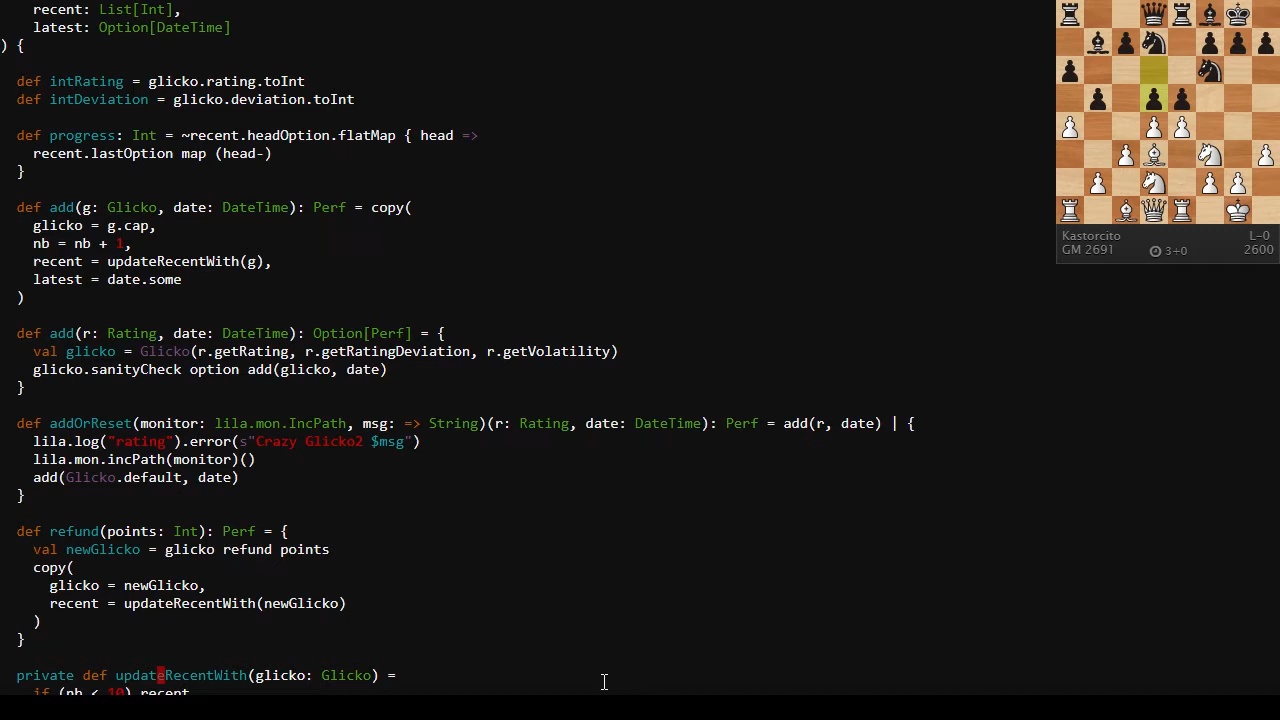 recent: List[Int],
latest: Option[DateTime]
) {
def intRating = glicko.rating.toInt
def intDeviation = glicko.deviation.toInt
def progress: Int = ~recent.headOption.flatMap { head =>
recent.lastOption map (head-)
}
def add(g: Glicko, date: DateTime): Perf = copy(
glicko = g.cap,
nb = nb + 1,
recent = updateRecentWith(g),
latest = date.some
)
def add(r: Rating, date: DateTime): Option[Perf] = {
val glicko = Glicko(r.getRating, r.getRatingDeviation, r.getVolatility)
glicko.sanityCheck option add(glicko, date)
}
def addOrReset(monitor: lila.mon.IncPath, msg: => String)(r: Rating, date: DateTime): Perf = add(r, date) | {
lila.log("rating").error(s"Crazy Glicko2 $msg")
lila.mon.incPath(monitor)()
add(Glicko.default, date)
}
def refund(points: Int): Perf = {
val newGlicko = glicko refund points
copy(
glicko = newGlicko,
recent = updateRecentWith(newGlicko)
)
}
private def updateRecentWith(glicko: Glicko) =
if (nb < 10) recent
Kastorcito L-0
GM 2691 3+0 2600